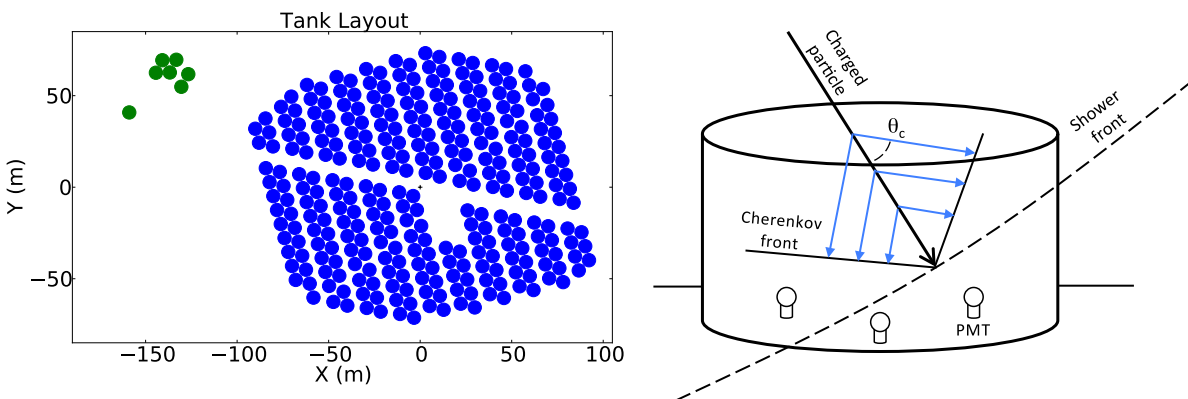 Tank Layout
50
0
−50
−150
−100
−50
0
50
100
Y (m)
X (m)
Charged
particle
θc
Shower
front
Cherenkov
front
PMT